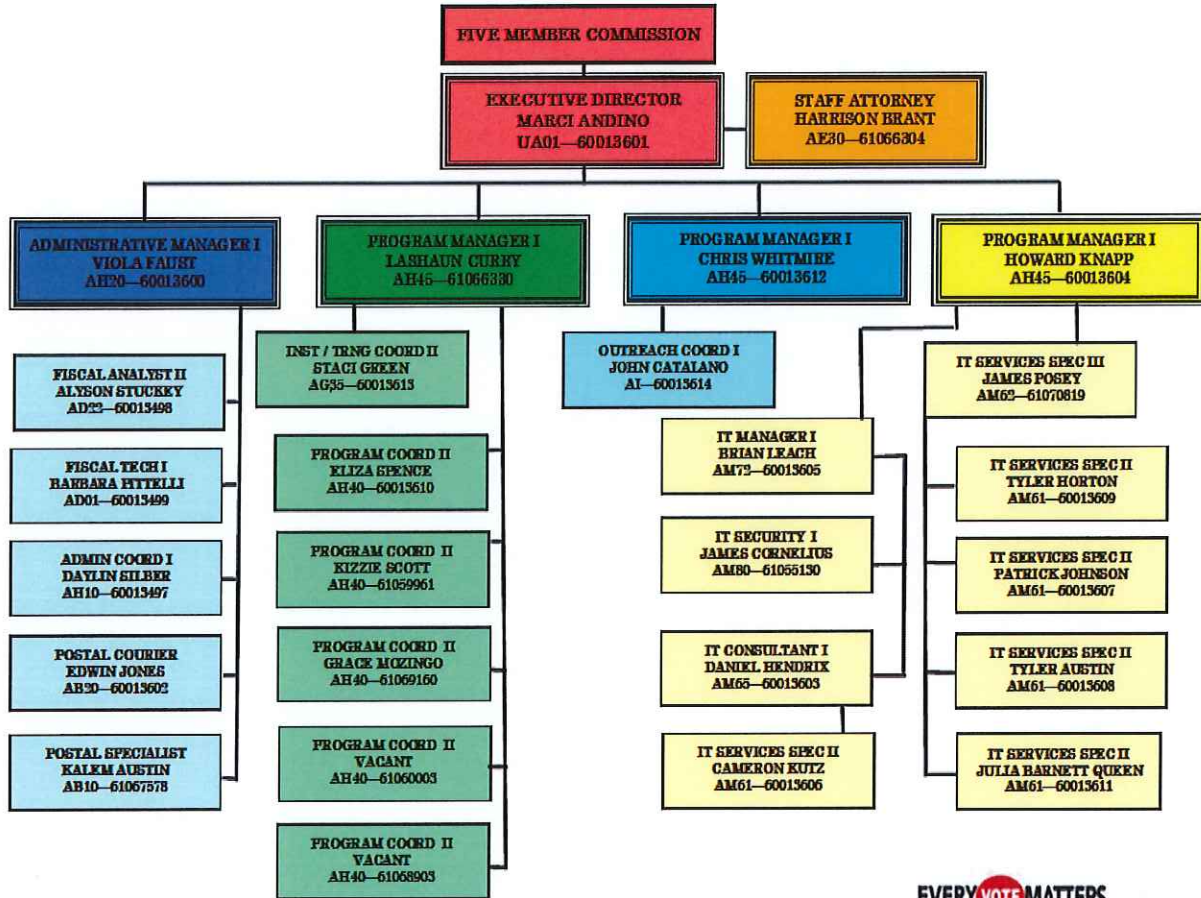 FIVE MEMBER COMMISSION
EXECUTIVE DIRECTOR
MARCI ANDINO
UA01—60013601
STAFF ATTORNEY
HARRISON BRANT
AE30—61066304
ADMINISTRATIVE MANAGER I
VIOLA FAUST
AH20—60013600
PROGRAM MANAGER I
LASHAUN CURRY
AH45—61066330
PROGRAM MANAGER I
CHRIS WHITMIRE
AH45—60013612
PROGRAM MANAGER I
HOWARD KNAPP
AH45—60013604
FISCAL ANALYST II
ALYSON STUCKEY
AD22—60013498
FISCAL TECH I
BARBARA PITTELLI
AD01—60013499
ADMIN COORD I
DAYLIN SILBER
AH10—60013497
POSTAL COURIER
EDWIN JONES
AB20—60013602
POSTAL SPECIALIST
KALEM AUSTIN
AB10—61067578
INST / TRNG COORD II
STACI GREEN
AG35—60013613
PROGRAM COORD II
ELIZA SPENCE
AH40—60013610
PROGRAM COORD II
KIZZIE SCOTT
AH40—61059961
PROGRAM COORD II
GRACE MOZINGO
AH40—61069160
PROGRAM COORD II
VACANT
AH40—61060003
PROGRAM COORD II
VACANT
AH40—61068903
OUTREACH COORD I
JOHN CATALANO
AI—60013614
IT MANAGER I
BRIAN LEACH
AM72—60013605
IT SECURITY I
JAMES CORNELIUS
AM80—61055130
IT CONSULTANT I
DANIEL HENDRIX
AM65—60013603
IT SERVICES SPEC II
CAMERON KUTZ
AM61—60013606
IT SERVICES SPEC III
JAMES POSEY
AM62—61070819
IT SERVICES SPEC II
TYLER HORTON
AM61—60013609
IT SERVICES SPEC II
PATRICK JOHNSON
AM61—60013607
IT SERVICES SPEC II
TYLER AUSTIN
AM61—60013608
IT SERVICES SPEC II
JULIA BARNETT QUEEN
AM61—60013611
EVERY VOTE MATTERS